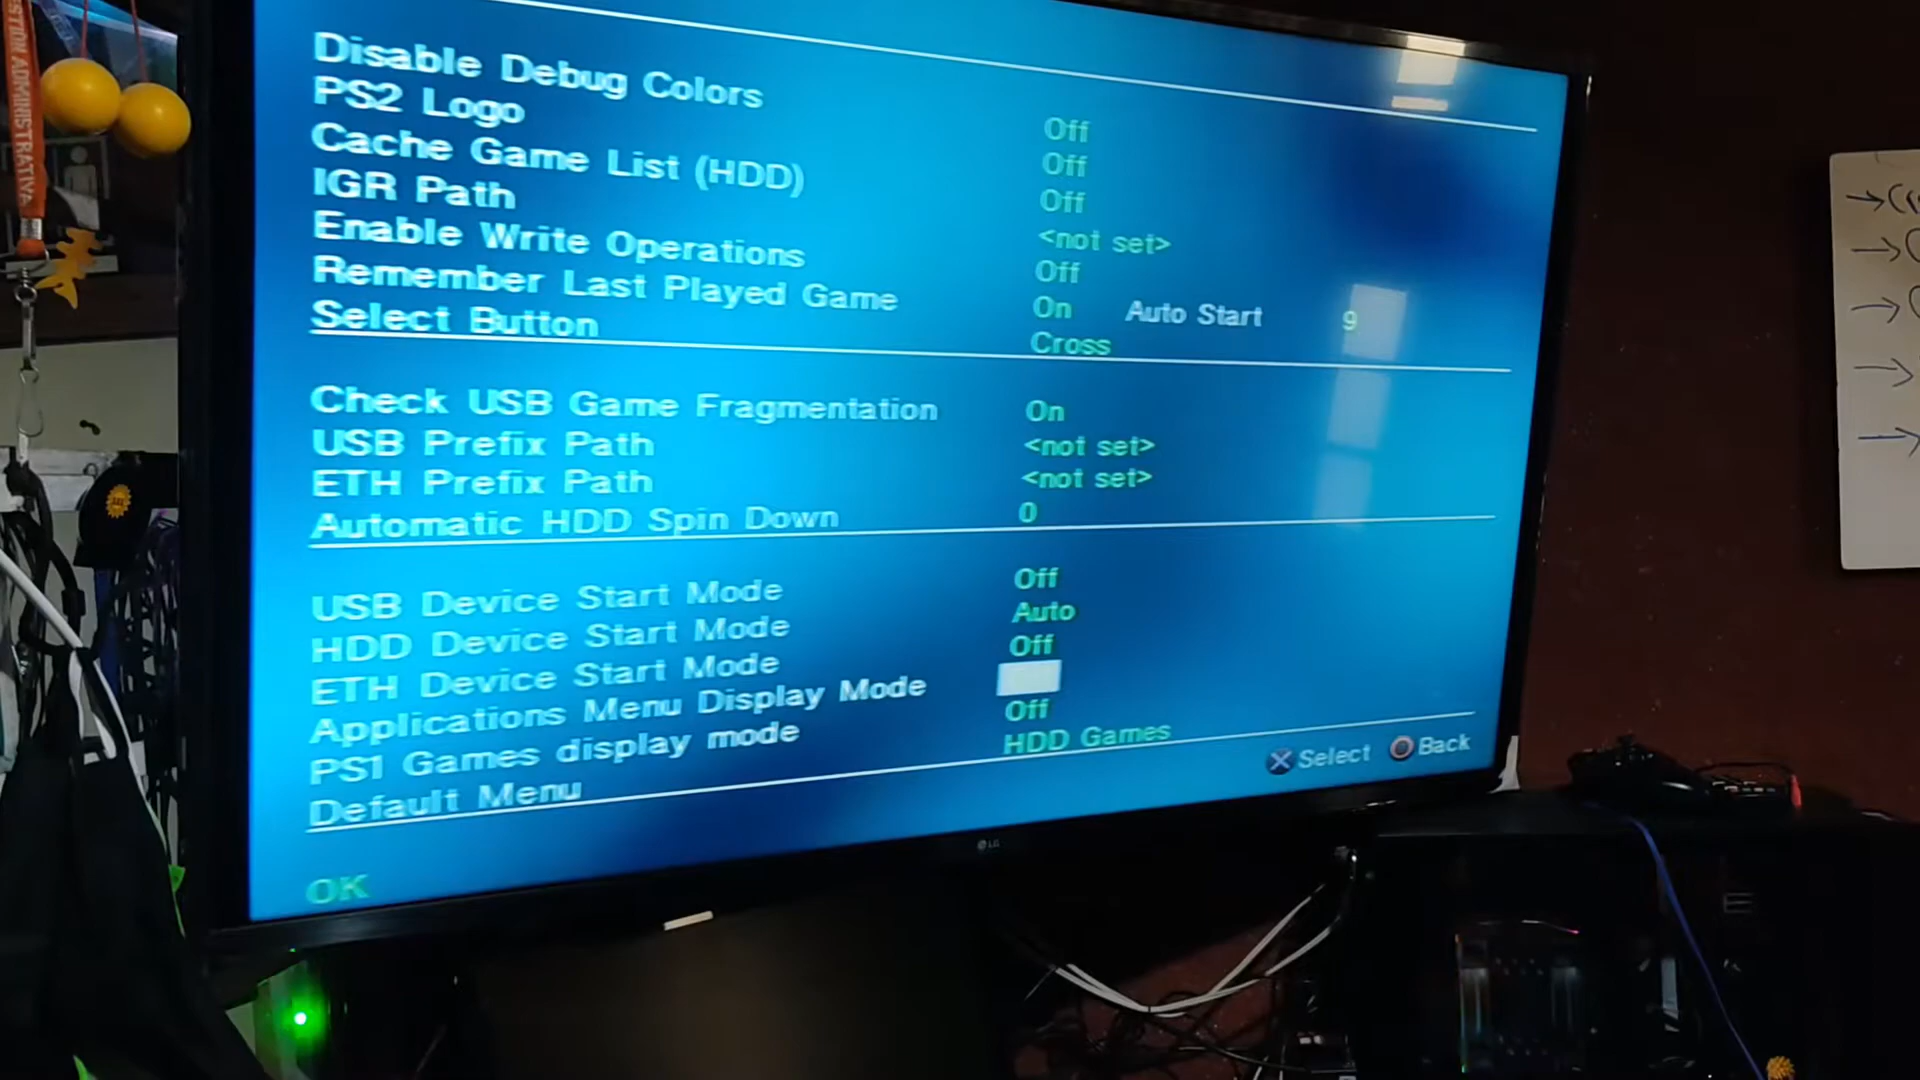 Disable Debug Colors Off
PS2 Logo Off
Cache Game List (HDD) Off
IGR Path <not set>
Enable Write Operations Off
Remember Last Played Game On Auto Start 9
Select Button Cross
Check USB Game Fragmentation On
USB Prefix Path <not set>
ETH Prefix Path <not set>
Automatic HDD Spin Down 0
USB Device Start Mode Off
HDD Device Start Mode Auto
ETH Device Start Mode Off
Applications Menu Display Mode
PS1 Games display mode Off
Default Menu HDD Games
Select Back
OK
LG
STION ADMINISTRATIVA